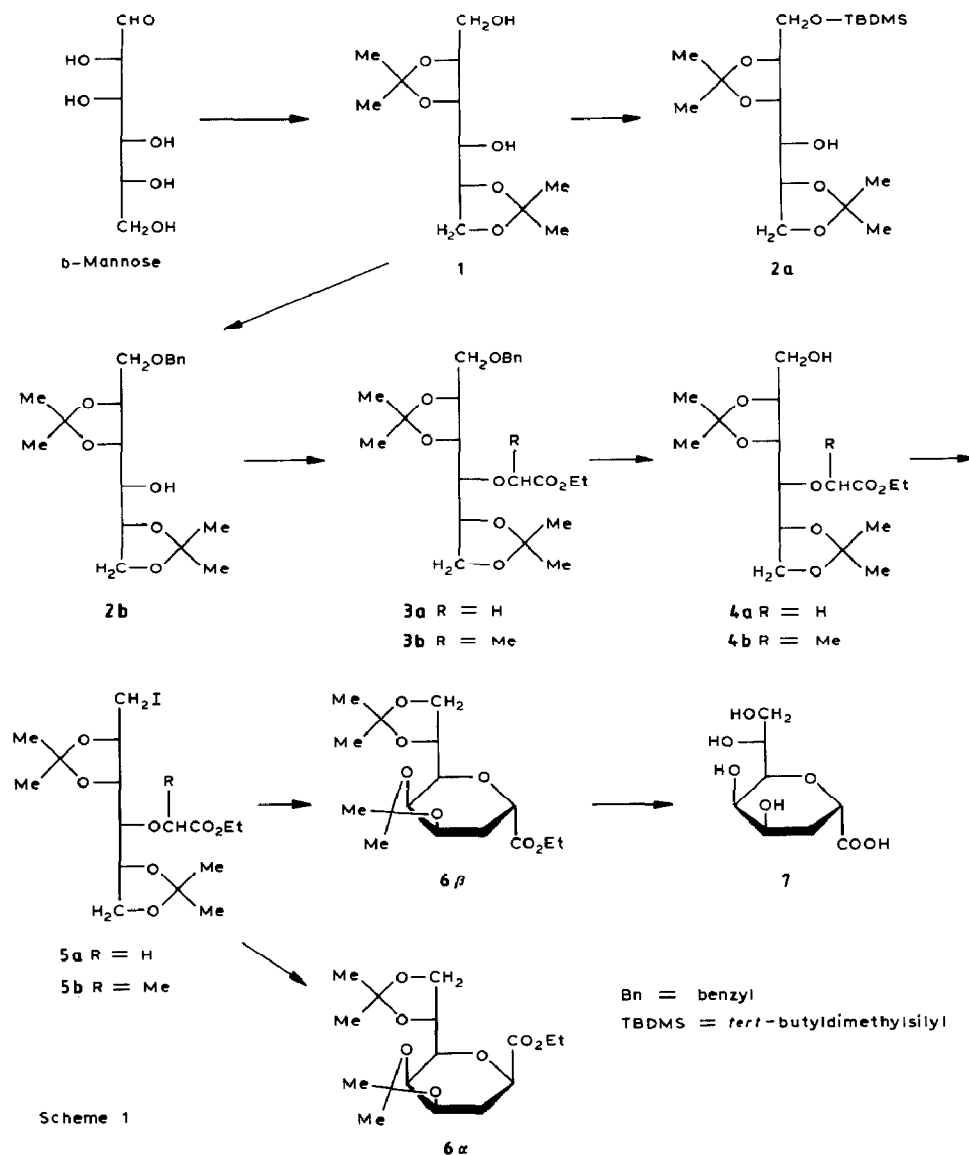 CHO
HO
HO
OH
OH
CH₂OH
D-Mannose
CH₂OH
Me
Me
O
O
OH
O
Me
H₂C—O
Me
1
CH₂O—TBDMS
Me
Me
O
O
OH
O
Me
H₂C—O
Me
2a
CH₂OBn
Me
Me
O
O
OH
O
Me
H₂C—O
Me
2b
CH₂OBn
Me
Me
O
O
R
OCHCO₂Et
O
Me
H₂C—O
Me
3a R = H
3b R = Me
CH₂OH
Me
Me
O
O
R
OCHCO₂Et
O
Me
H₂C—O
Me
4a R = H
4b R = Me
CH₂I
Me
Me
O
O
R
OCHCO₂Et
O
Me
H₂C—O
Me
5a R = H
5b R = Me
Me
O—CH₂
Me
O
O
O
Me
O
Me
CO₂Et
6β
HOCH₂
HO
HO
O
OH
COOH
7
Me
O—CH₂
Me
O
CO₂Et
O
O
Me
O
Me
6α
Bn = benzyl
TBDMS = tert-butyldimethylsilyl
Scheme 1